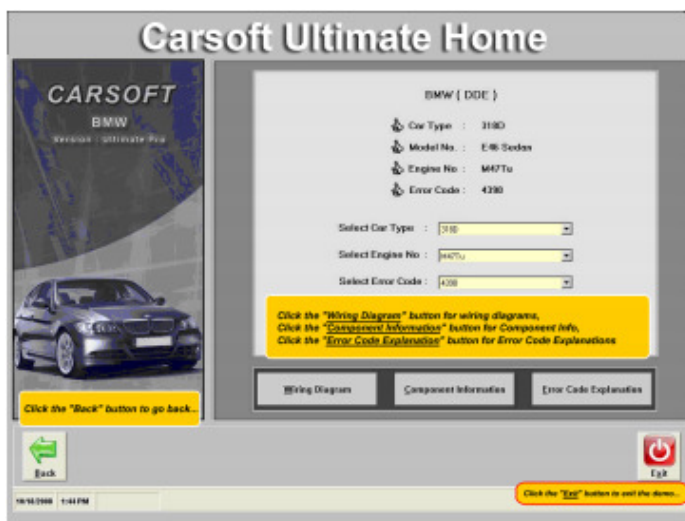 Carsoft Ultimate Home
CARSOFT
BMW
Version : Ultimate Pro
BMW ( DDE )
Car Type : 318D
Model No. : E46 Sedan
Engine No : M47Tu
Error Code : 4390
Select Car Type : 318D
Select Engine No : M47Tu
Select Error Code : 4390
Click the "Wiring Diagram" button for wiring diagrams,
Click the "Component Information" button for Component Info,
Click the "Error Code Explanation" button for Error Code Explanations
Wiring Diagram
Component Information
Error Code Explanation
Click the "Back" button to go back...
Back
Exit
1:44 PM
Click the "Exit" button to exit the demo...